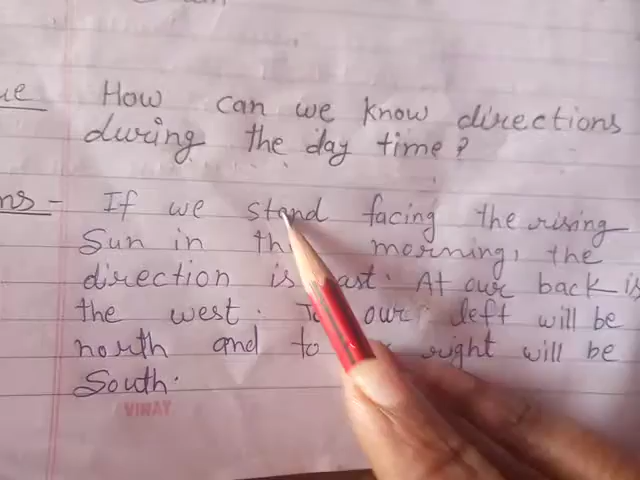 How can we know directions
during the day time?
If we stand facing the rising
Sun in the morning, the
direction is East. At our back is
the west. To our left will be
north and to right will be
South.
VINAY